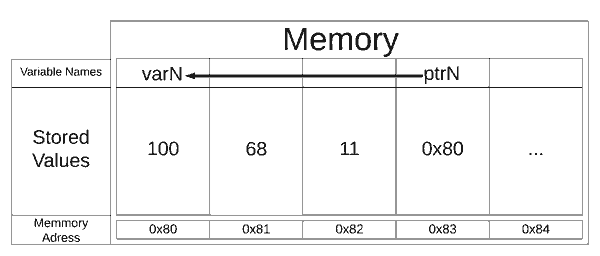 Memory
Variable Names varN ptrN
Stored
Values 100 68 11 0x80 ...
Memmory
Adress 0x80 0x81 0x82 0x83 0x84